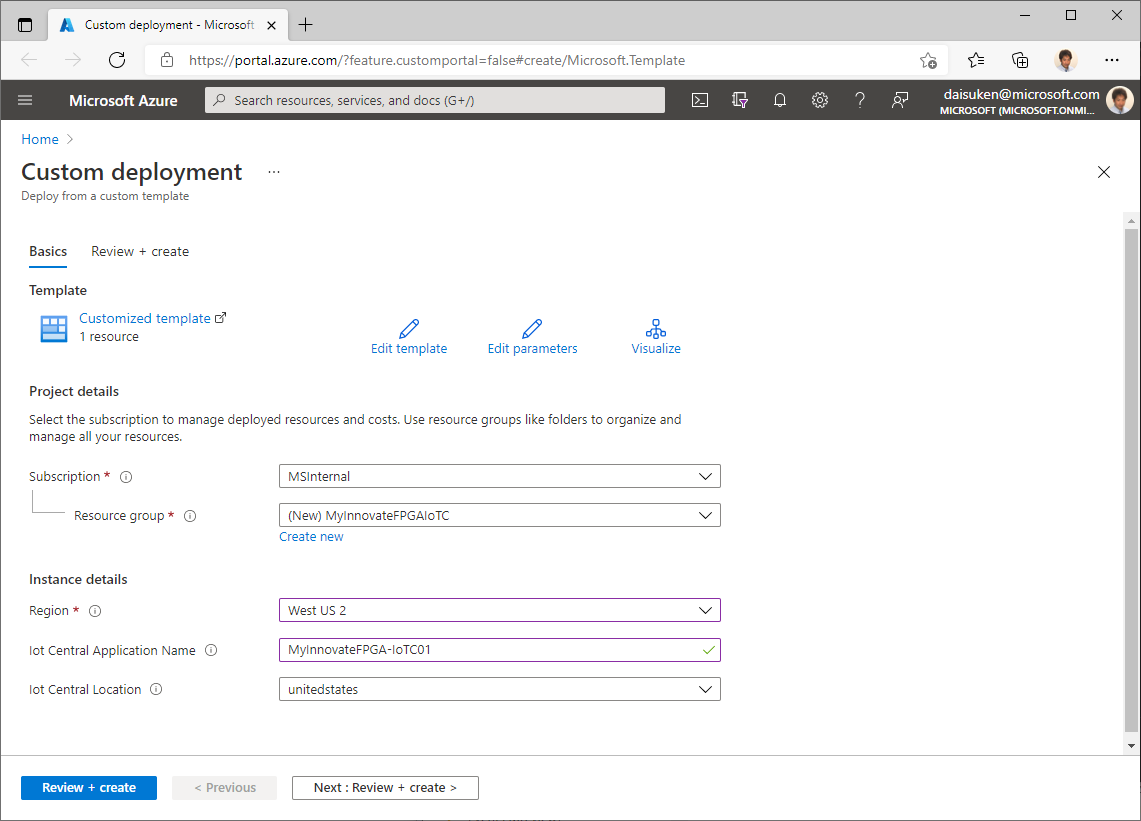 Custom deployment - Microsoft
https://portal.azure.com/?feature.customportal=false#create/Microsoft.Template
Microsoft Azure
Search resources, services, and docs (G+/)
daisuken@microsoft.com
MICROSOFT (MICROSOFT.ONMI...
Home
Custom deployment ...
Deploy from a custom template
Basics Review + create
Template
Customized template
1 resource
Edit template Edit parameters Visualize
Project details
Select the subscription to manage deployed resources and costs. Use resource groups like folders to organize and
manage all your resources.
Subscription * MSInternal
Resource group * (New) MyInnovateFPGAIoTC
Create new
Instance details
Region * West US 2
Iot Central Application Name MyInnovateFPGA-IoTC01
Iot Central Location unitedstates
Review + create < Previous Next : Review + create >